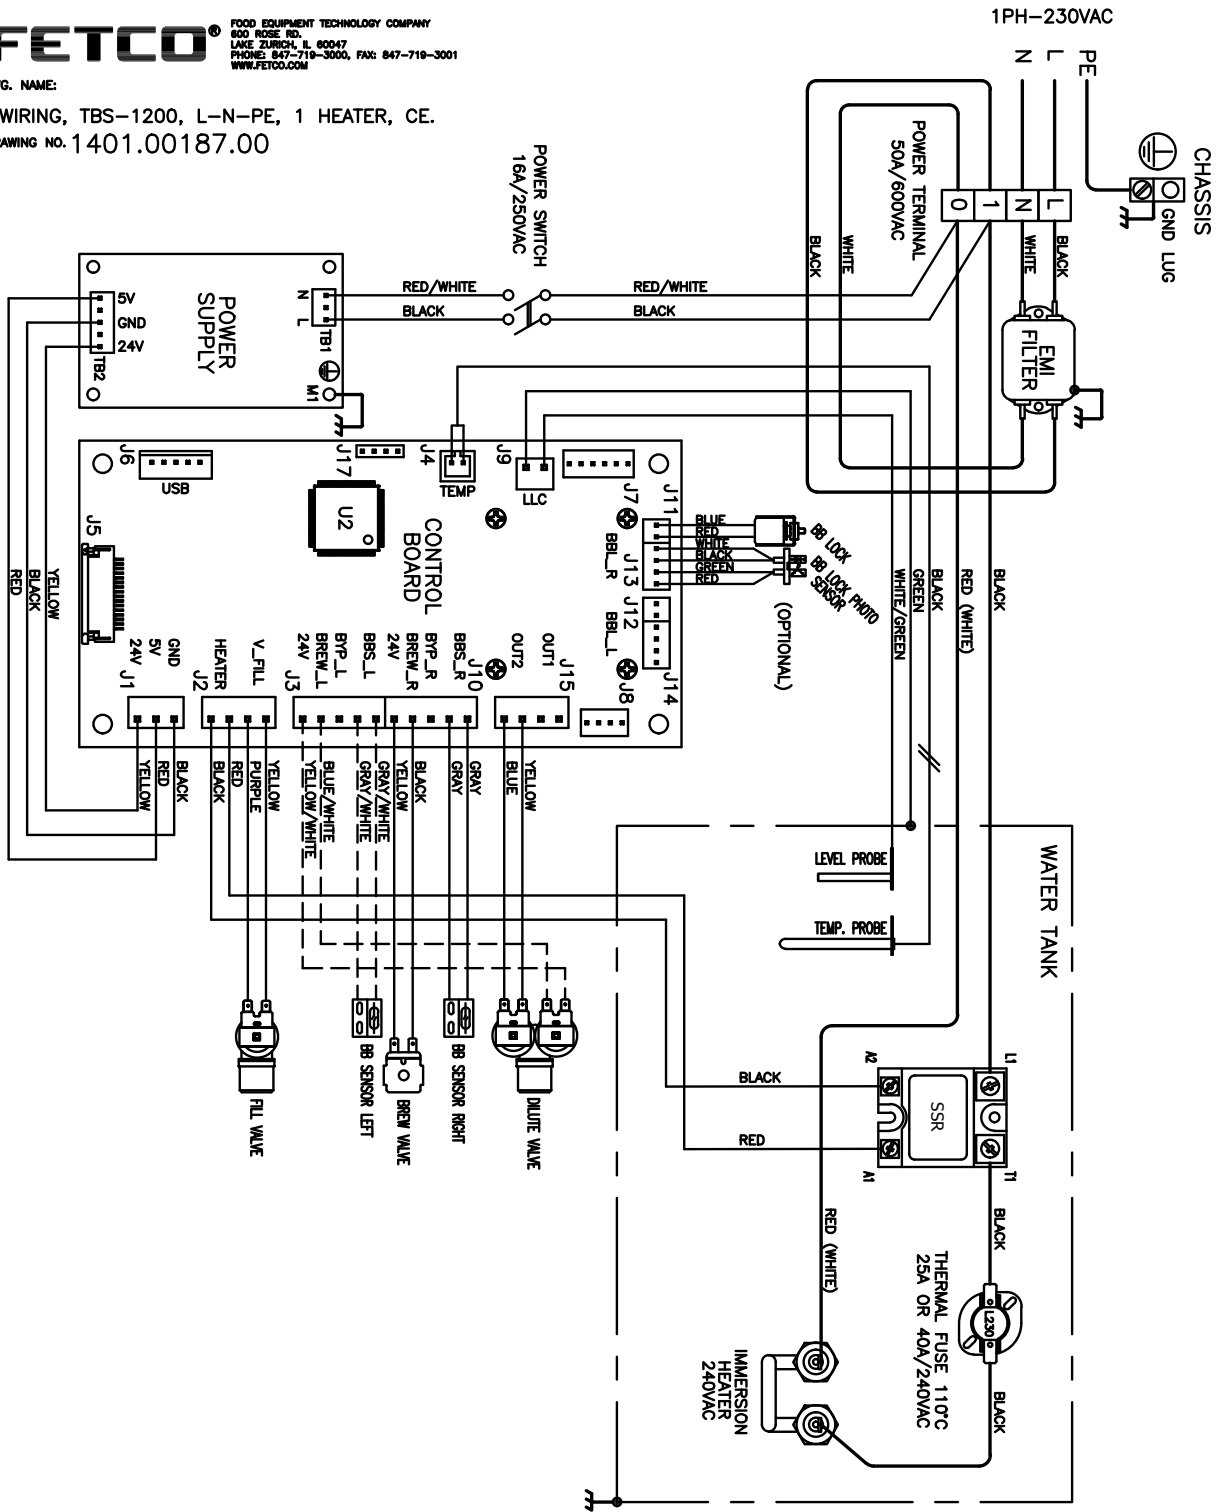 FETCO®
FOOD EQUIPMENT TECHNOLOGY COMPANY
600 ROSE RD.
LAKE ZURICH, IL 60047
PHONE: 847-719-3000, FAX: 847-719-3001
WWW.FETCO.COM
G. NAME:
WIRING, TBS-1200, L-N-PE, 1 HEATER, CE.
AWING NO. 1401.00187.00
1PH-230VAC
N
L
PE
CHASSIS
GND LUG
POWER TERMINAL
50A/600VAC
0
1
N
L
BLACK
WHITE
WHITE
BLACK
EMI
FILTER
POWER SWITCH
16A/250VAC
RED/WHITE
RED/WHITE
BLACK
BLACK
POWER
SUPPLY
N
L
TB1
M1
5V
GND
24V
TB2
YELLOW
BLACK
RED
CONTROL
BOARD
J6
USB
J17
U2
J4
TEMP
J9
LLC
J7
J11
BBL_R
J13
J12
BBL_L
J14
J8
J5
BLUE
RED
WHITE
BLACK
GREEN
RED
BB LOCK
BB LOCK PHOTO
SENSOR
(OPTIONAL)
BLACK
RED (WHITE)
BLACK
GREEN
WHITE/GREEN
GND
5V
24V
J1
V_FILL
HEATER
J2
BBS_L
BYP_L
BREW_L
24V
J3
BBS_R
BYP_R
BREW_R
24V
J10
OUT1
OUT2
J15
BLACK
RED
YELLOW
YELLOW
PURPLE
RED
BLACK
GRAY/WHITE
GRAY/WHITE
BLUE/WHITE
YELLOW/WHITE
BLACK
YELLOW
GRAY
GRAY
YELLOW
BLUE
WATER TANK
LEVEL PROBE
TEMP. PROBE
FILL VALVE
BB SENSOR LEFT
BREW VALVE
BB SENSOR RIGHT
DILUTE VALVE
BLACK
RED
A2
L1
SSR
A1
T1
BLACK
RED (WHITE)
THERMAL FUSE 110°C
25A OR 40A/240VAC
L230
BLACK
IMMERSION
HEATER
240VAC